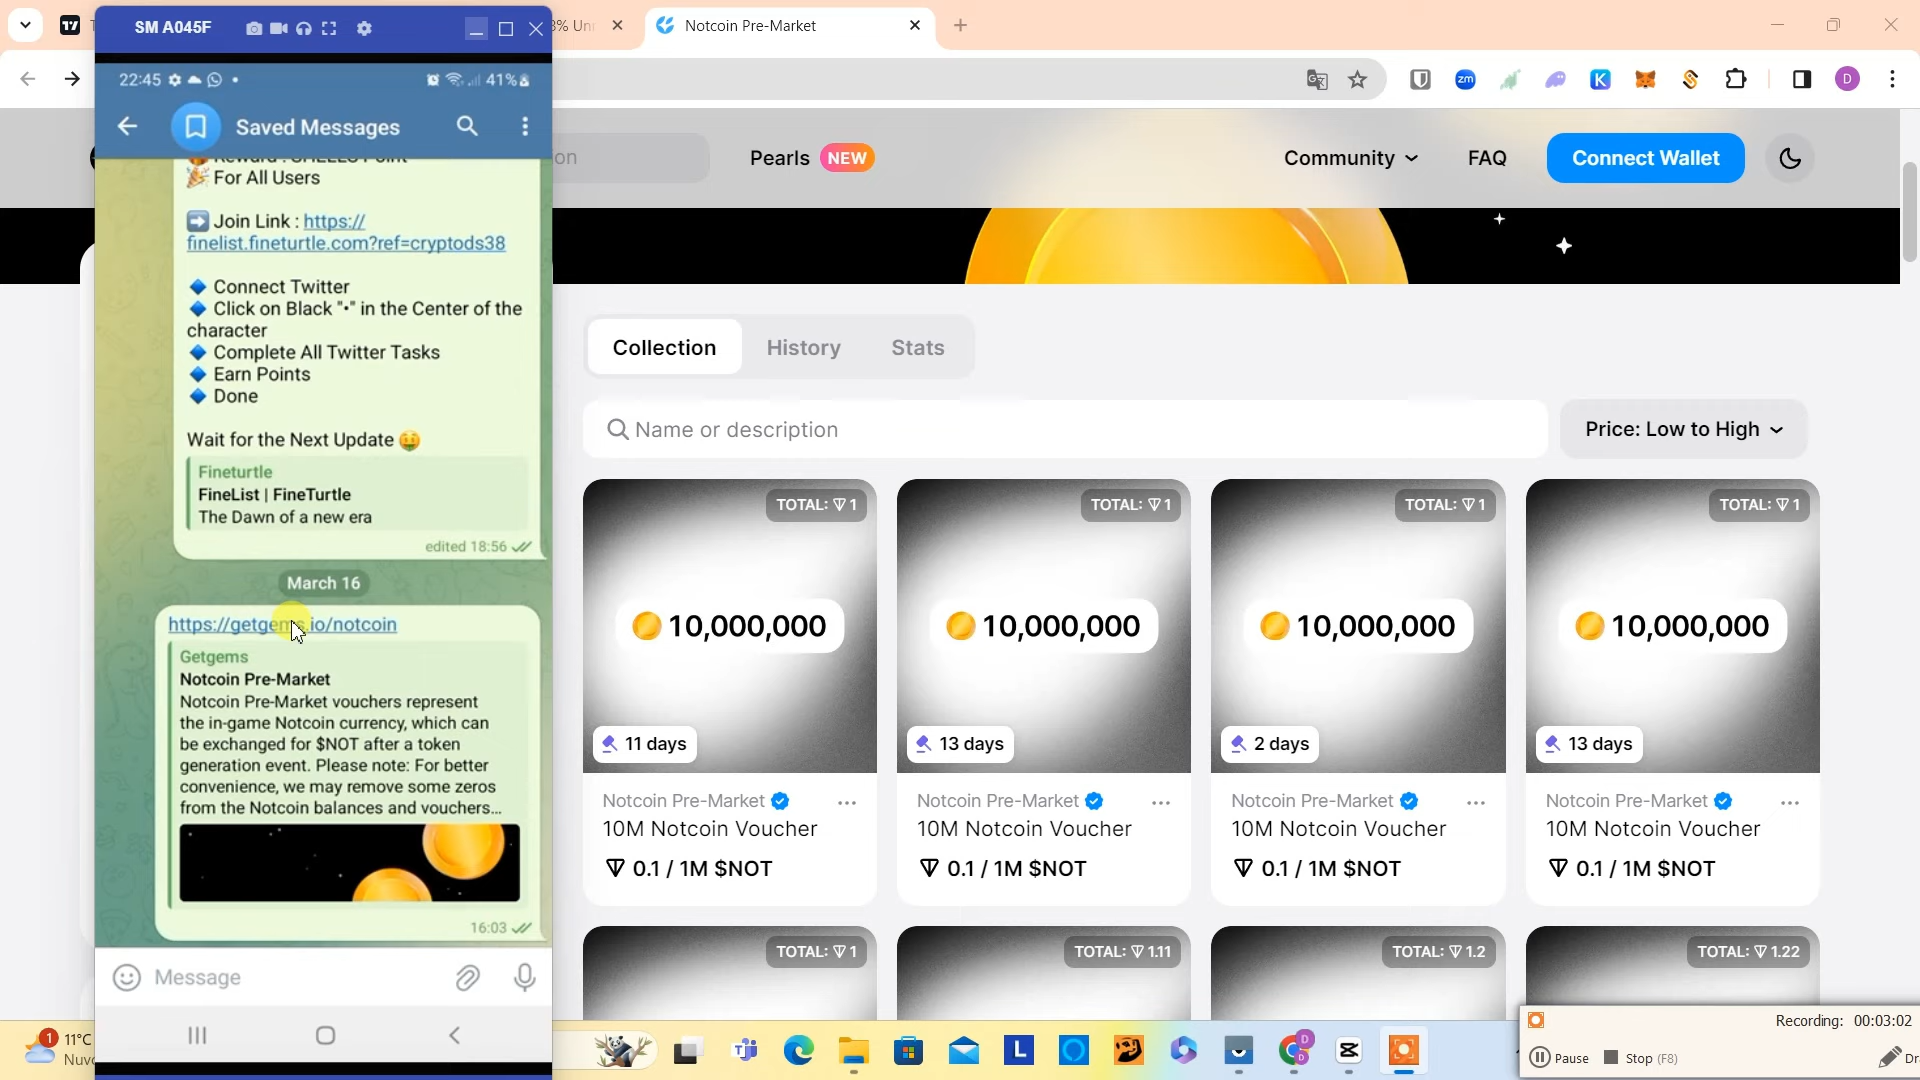 SM A045F
8% Unr
Notcoin Pre-Market
22:45
41%
Saved Messages
🎉 For All Users
➡️ Join Link : https://
finelist.fineturtle.com?ref=cryptods38
🔹 Connect Twitter
🔹 Click on Black "•" in the Center of the
character
🔹 Complete All Twitter Tasks
🔹 Earn Points
🔹 Done
Wait for the Next Update 🤑
Fineturtle
FineList | FineTurtle
The Dawn of a new era
edited 18:56
March 16
https://getgems.io/notcoin
Getgems
Notcoin Pre-Market
Notcoin Pre-Market vouchers represent
the in-game Notcoin currency, which can
be exchanged for $NOT after a token
generation event. Please note: For better
convenience, we may remove some zeros
from the Notcoin balances and vouchers...
16:03
Message
on
Pearls NEW
Community
FAQ
Connect Wallet
zm
K
D
Collection
History
Stats
Name or description
Price: Low to High
TOTAL: 1
TOTAL: 1
TOTAL: 1
TOTAL: 1
10,000,000
10,000,000
10,000,000
10,000,000
11 days
13 days
2 days
13 days
Notcoin Pre-Market
Notcoin Pre-Market
Notcoin Pre-Market
Notcoin Pre-Market
10M Notcoin Voucher
10M Notcoin Voucher
10M Notcoin Voucher
10M Notcoin Voucher
0.1 / 1M $NOT
0.1 / 1M $NOT
0.1 / 1M $NOT
0.1 / 1M $NOT
TOTAL: 1
TOTAL: 1.11
TOTAL: 1.2
TOTAL: 1.22
1
11°C
Nuvo
L
Recording: 00:03:02
Pause
Stop (F8)
Dr